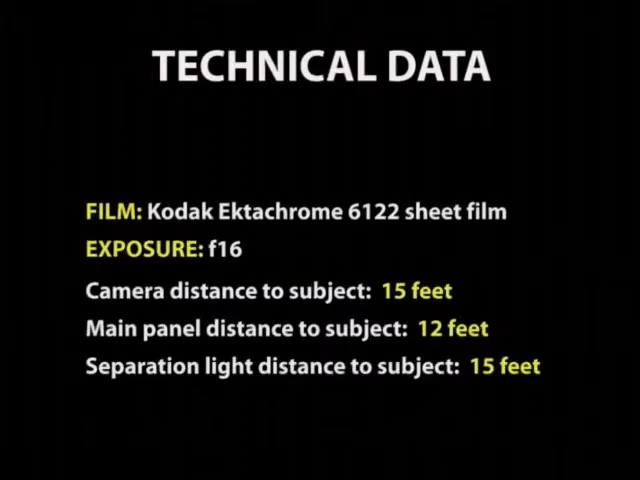 TECHNICAL DATA
FILM: Kodak Ektachrome 6122 sheet film
EXPOSURE: f16
Camera distance to subject: 15 feet
Main panel distance to subject: 12 feet
Separation light distance to subject: 15 feet